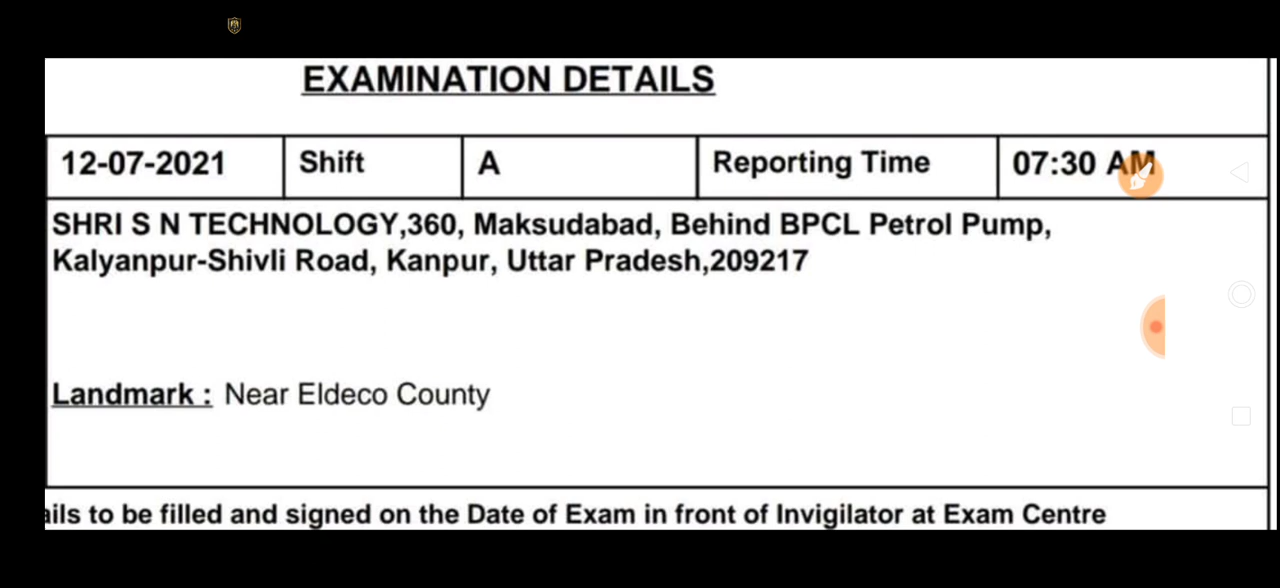 EXAMINATION DETAILS
12-07-2021 Shift A Reporting Time 07:30 AM
SHRI S N TECHNOLOGY,360, Maksudabad, Behind BPCL Petrol Pump,
Kalyanpur-Shivli Road, Kanpur, Uttar Pradesh,209217
Landmark : Near Eldeco County
ails to be filled and signed on the Date of Exam in front of Invigilator at Exam Centre